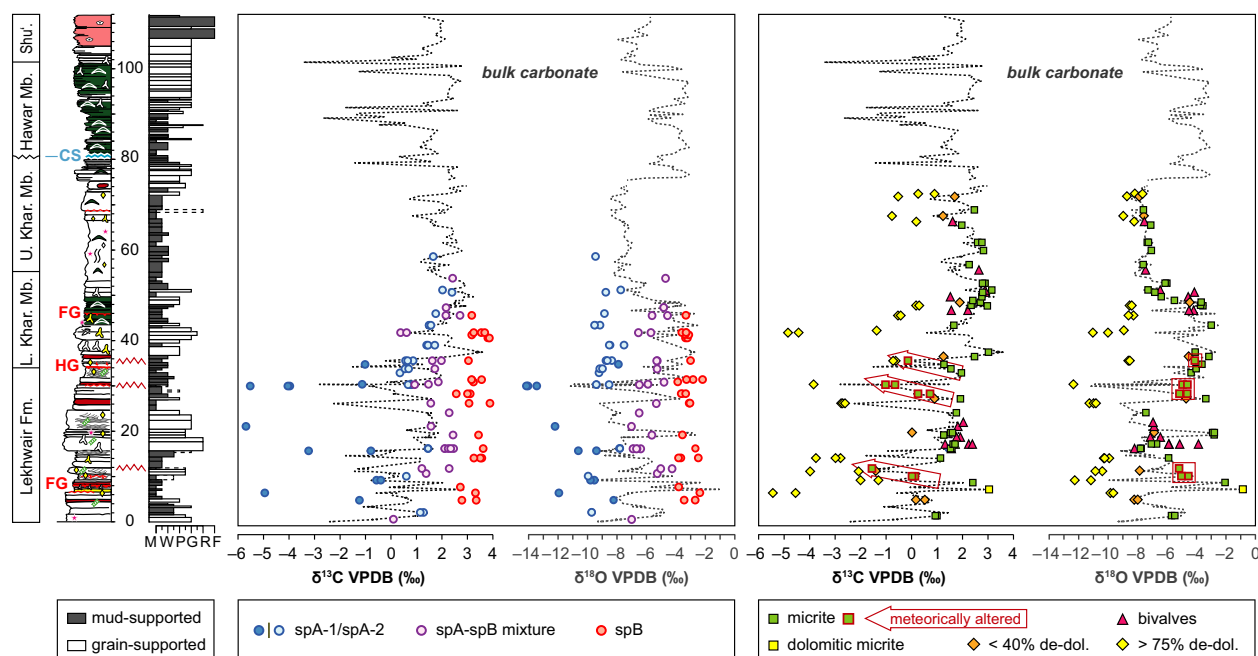 Shu'.
Hawar Mb.
U. Khar. Mb.
L. Khar. Mb.
Lekhwair Fm.
CS
FG
HG
FG
100
80
60
40
20
0
M W P G R F
bulk carbonate
−6 −5 −4 −3 −2 −1 0 1 2 3 4
δ¹³C VPDB (‰)
−14 −12 −10 −8 −6 −4 −2 0
δ¹⁸O VPDB (‰)
bulk carbonate
−6 −5 −4 −3 −2 −1 0 1 2 3 4
δ¹³C VPDB (‰)
−14 −12 −10 −8 −6 −4 −2 0
δ¹⁸O VPDB (‰)
mud-supported
grain-supported
spA-1/spA-2
spA-spB mixture
spB
micrite
meteorically altered
bivalves
dolomitic micrite
< 40% de-dol.
> 75% de-dol.